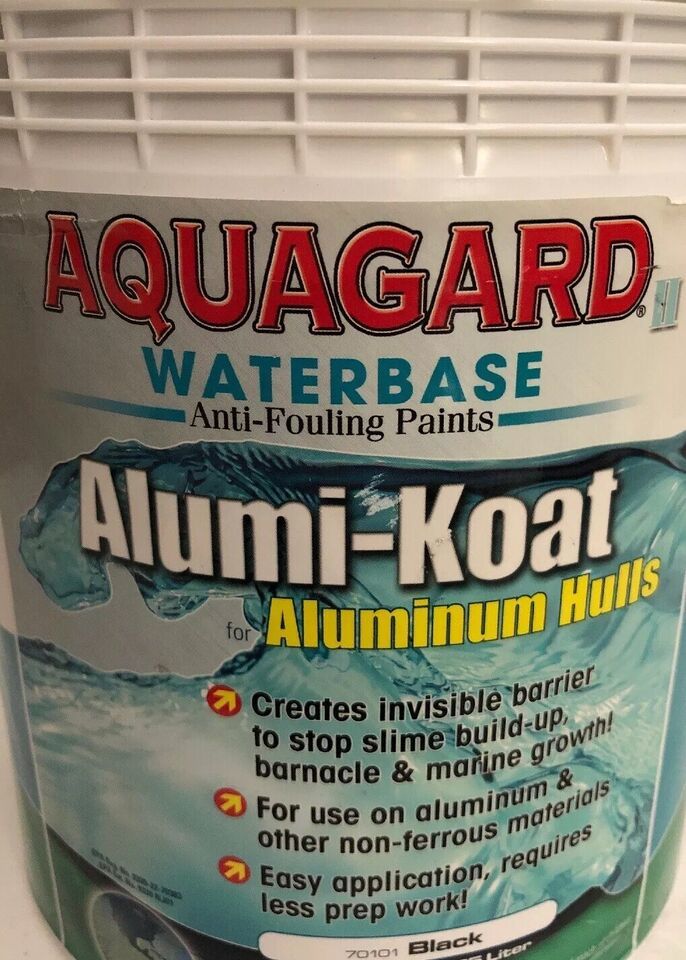 AQUAGARD® II
WATERBASE
Anti-Fouling Paints
Alumi-Koat
for Aluminum Hulls
Creates invisible barrier
to stop slime build-up,
barnacle & marine growth!
For use on aluminum &
other non-ferrous materials
Easy application, requires
less prep work!
70101 Black
Liter